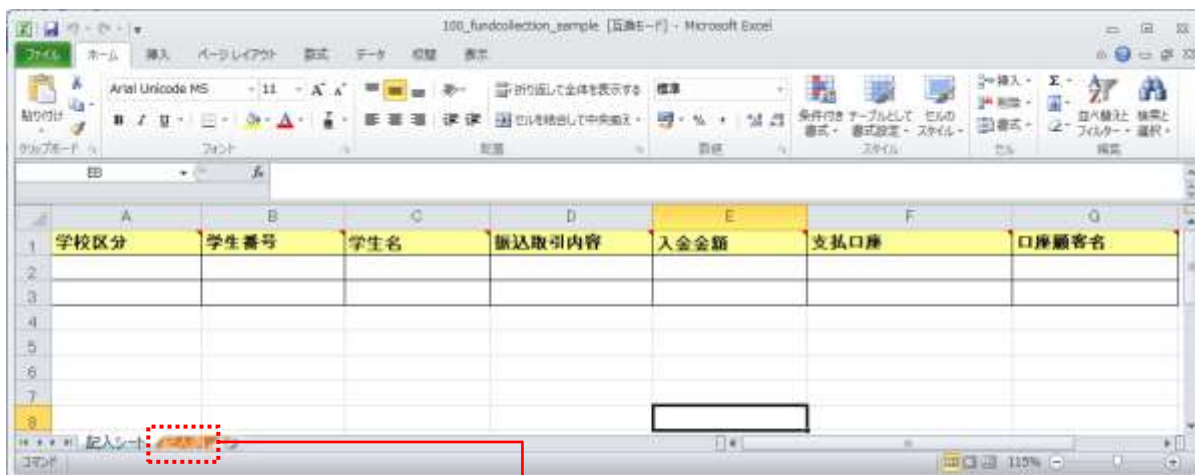 100_fundcollection_sample [互換モード] - Microsoft Excel
ファイル ホーム 挿入 ページ レイアウト 数式 データ 校閲 表示
Arial Unicode MS 11 折り返して全体を表示する 標準
貼り付け B I U セルを結合して中央揃え % 条件付き書式 テーブルとして書式設定 セルのスタイル 挿入 削除 書式 Σ 並べ替えとフィルター 検索と選択
クリップボード フォント 配置 数値 スタイル セル 編集
E8 fx
A B C D E F G
1 学校区分 学生番号 学生名 振込取引内容 入金金額 支払口座 口座顧客名
2
3
4
5
6
7
8
記入シート
コマンド 115%